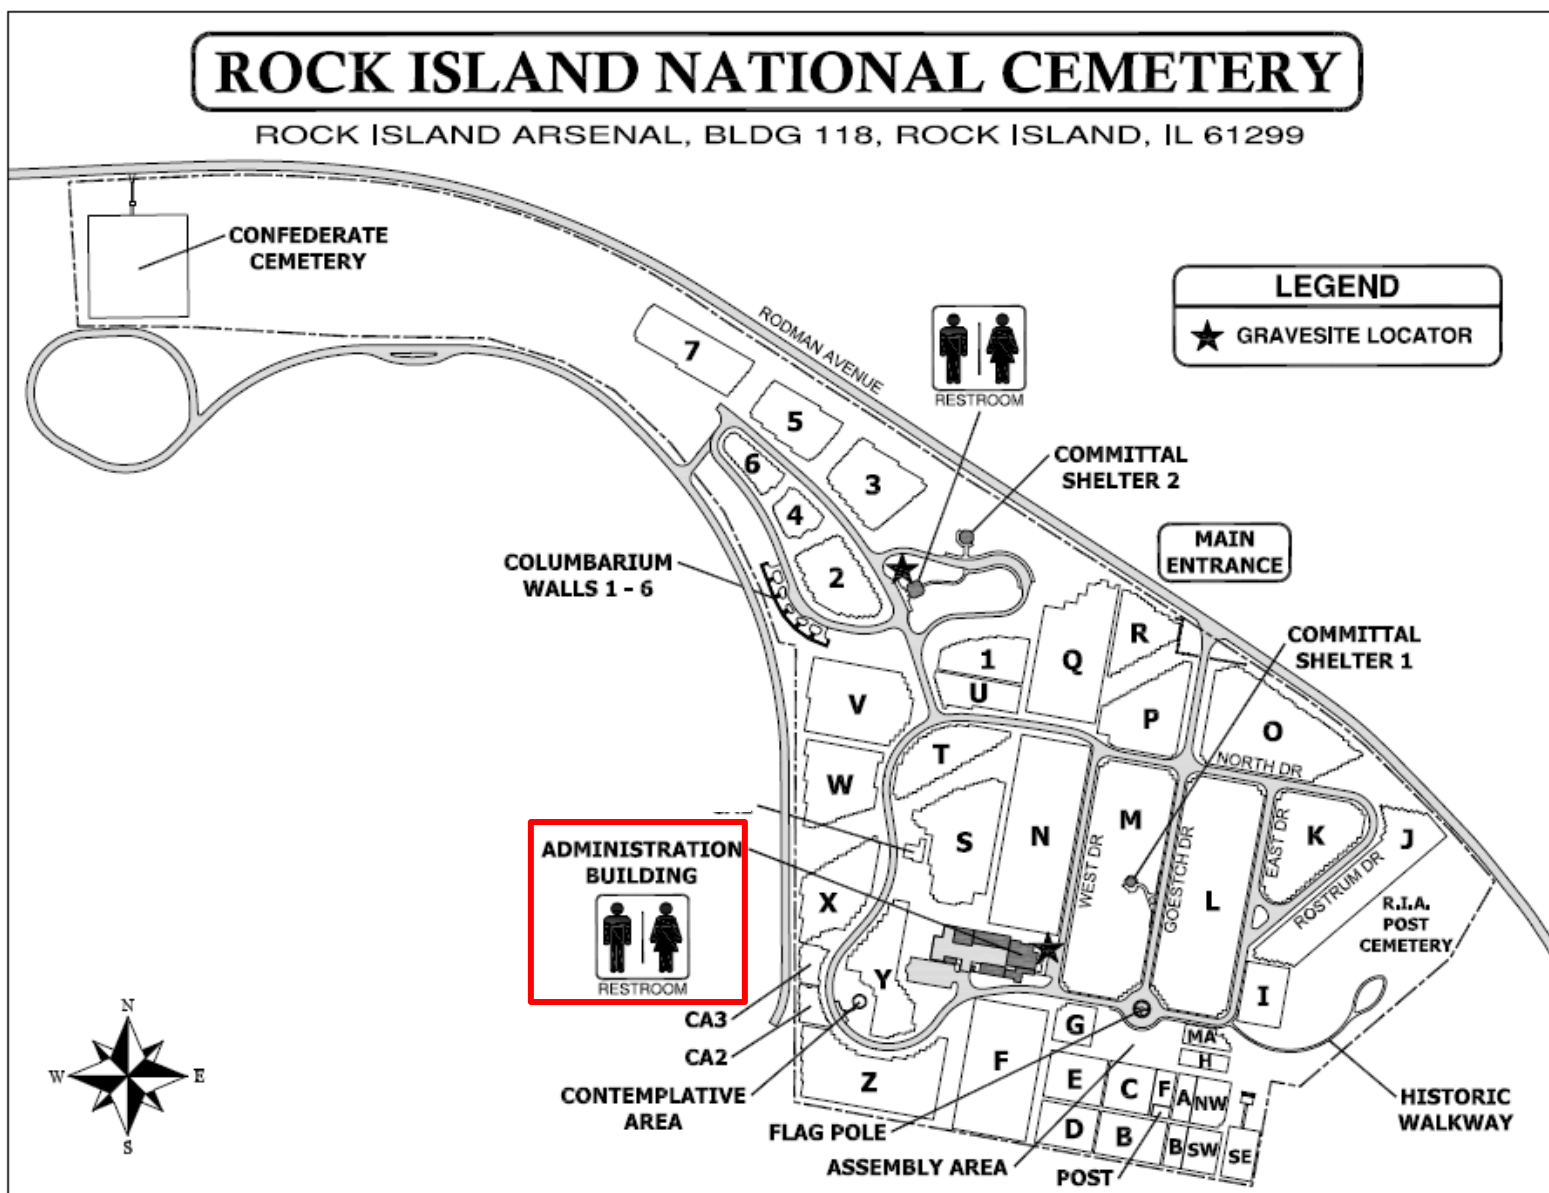 ROCK ISLAND NATIONAL CEMETERY
ROCK ISLAND ARSENAL, BLDG 118, ROCK ISLAND, IL 61299
CONFEDERATE
CEMETERY
LEGEND
GRAVESITE LOCATOR
RODMAN AVENUE
RESTROOM
7
5
3
6
4
2
COMMITTAL
SHELTER 2
MAIN
ENTRANCE
COLUMBARIUM
WALLS 1 - 6
COMMITTAL
SHELTER 1
1
U
Q
R
P
O
NORTH DR
V
T
W
S
N
M
L
K
J
WEST DR
GOESTCH DR
EAST DR
ROSTRUM DR
ADMINISTRATION
BUILDING
RESTROOM
X
Y
R.I.A.
POST
CEMETERY
I
CA3
CA2
G
MA
H
Z
F
E
C
F
A
NW
D
B
B
SW
SE
CONTEMPLATIVE
AREA
FLAG POLE
ASSEMBLY AREA
POST
HISTORIC
WALKWAY
N
W
E
S